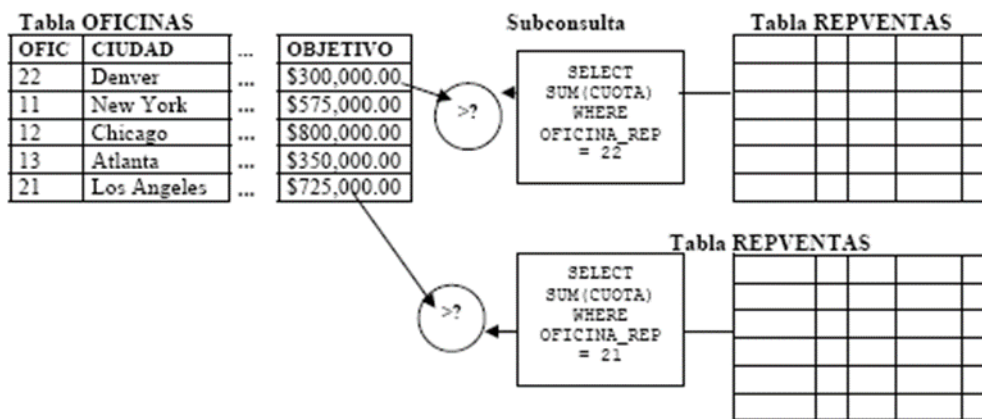 Tabla OFICINAS
OFIC CIUDAD ... OBJETIVO
22 Denver ... $300,000.00
11 New York ... $575,000.00
12 Chicago ... $800,000.00
13 Atlanta ... $350,000.00
21 Los Angeles ... $725,000.00
>?
Subconsulta
SELECT
SUM(CUOTA)
WHERE
OFICINA_REP
= 22
Tabla REPVENTAS
>?
SELECT
SUM(CUOTA)
WHERE
OFICINA_REP
= 21
Tabla REPVENTAS